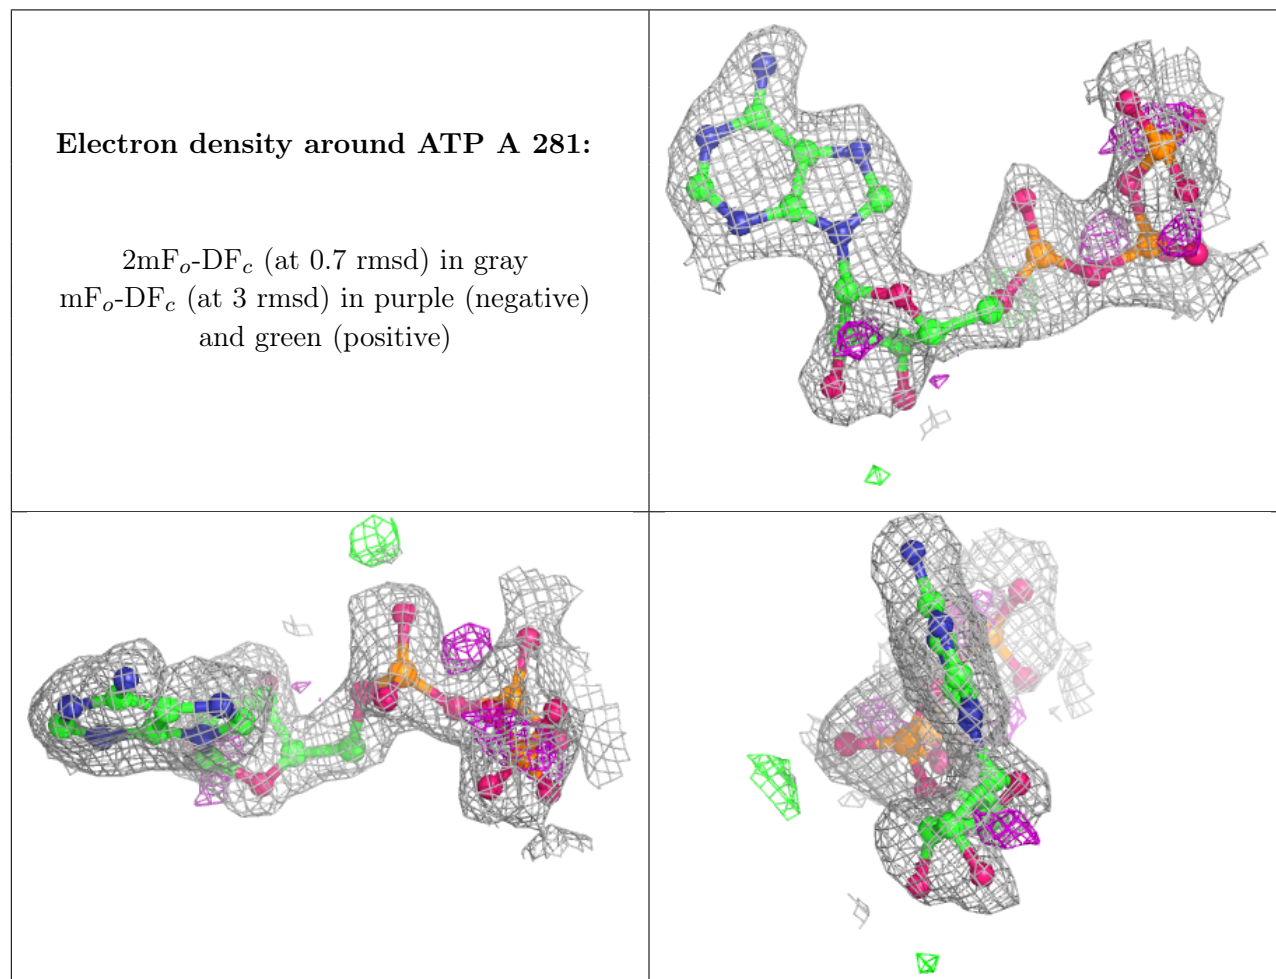 Electron density around ATP A 281:
2mFo-DFc (at 0.7 rmsd) in gray
mFo-DFc (at 3 rmsd) in purple (negative)
and green (positive)